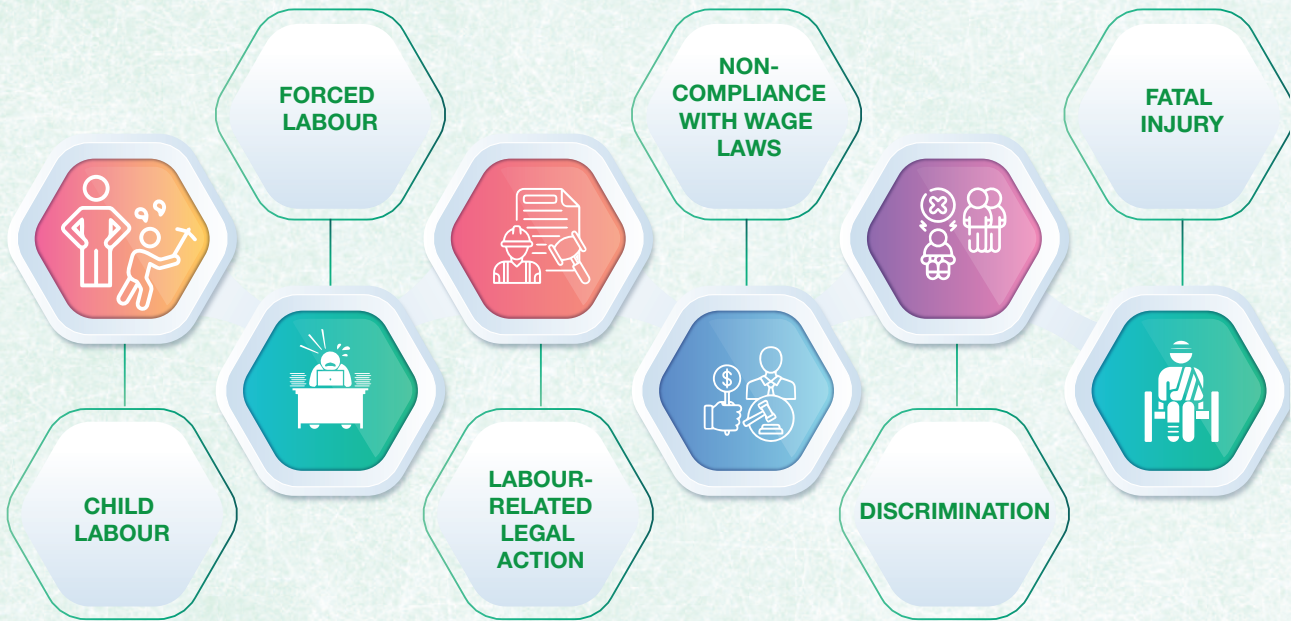 FORCED
LABOUR
NON-
COMPLIANCE
WITH WAGE
LAWS
FATAL
INJURY
$
CHILD
LABOUR
LABOUR-
RELATED
LEGAL
ACTION
DISCRIMINATION